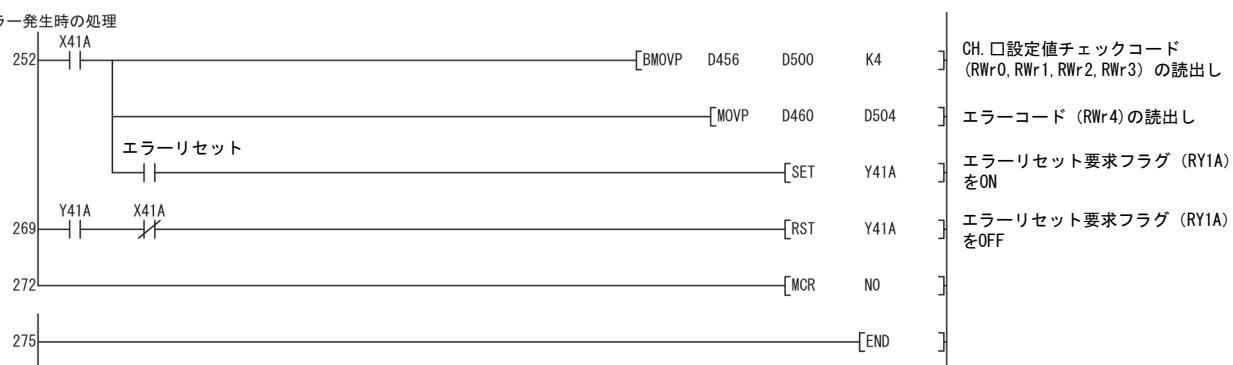 ラー発生時の処理
X41A
252 BMOVP D456 D500 K4 CH.□設定値チェックコード
(RWr0,RWr1,RWr2,RWr3) の読出し
MOVP D460 D504 エラーコード (RWr4)の読出し
エラーリセット
SET Y41A エラーリセット要求フラグ (RY1A)
をON
Y41A X41A
269 RST Y41A エラーリセット要求フラグ (RY1A)
をOFF
272 MCR N0
275 END